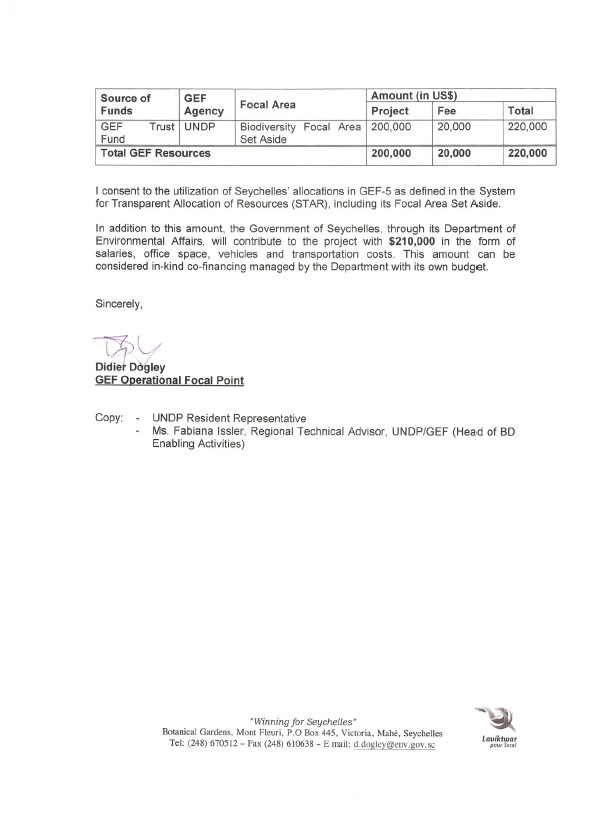 Source of Funds GEF Agency Focal Area Amount (in US$)
Project Fee Total
GEF Trust Fund UNDP Biodiversity Focal Area Set Aside 200,000 20,000 220,000
Total GEF Resources 200,000 20,000 220,000
I consent to the utilization of Seychelles' allocations in GEF-5 as defined in the System
for Transparent Allocation of Resources (STAR), including its Focal Area Set Aside.
In addition to this amount, the Government of Seychelles, through its Department of
Environmental Affairs, will contribute to the project with $210,000 in the form of
salaries, office space, vehicles and transportation costs. This amount can be
considered in-kind co-financing managed by the Department with its own budget.
Sincerely,
Didier Dogley
GEF Operational Focal Point
Copy: - UNDP Resident Representative
- Ms. Fabiana Issler, Regional Technical Advisor, UNDP/GEF (Head of BD
Enabling Activities)
"Winning for Seychelles"
Botanical Gardens, Mont Fleuri, P.O Box 445, Victoria, Mahé, Seychelles
Tel: (248) 670512 – Fax (248) 610638 – E mail: d.dogley@env.gov.sc
Laviktwar
pour Sesel